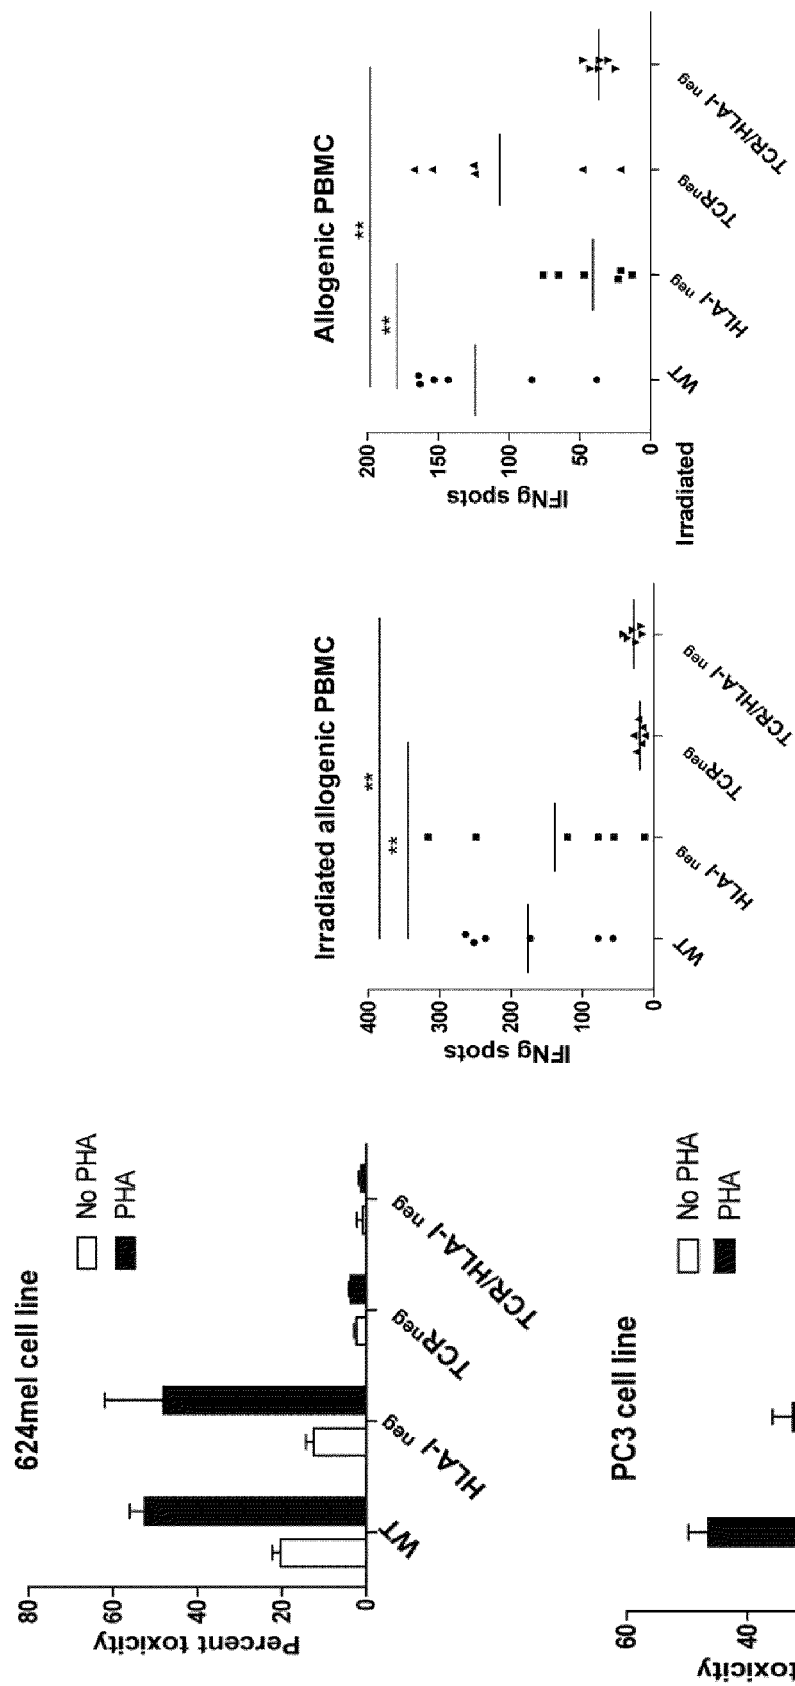 624mel cell line
No PHA
PHA
80
60
40
20
0
Percent toxicity
WT
HLA-I neg
TCRneg
TCR/HLA-I neg
PC3 cell line
No PHA
PHA
60
40
toxicity
Irradiated allogenic PBMC
**
**
400
300
200
100
0
IFNg spots
WT
HLA-I neg
TCRneg
TCR/HLA-I neg
Allogenic PBMC
**
**
200
150
100
50
0
IFNg spots
Irradiated
WT
HLA-I neg
TCRneg
TCR/HLA-I neg